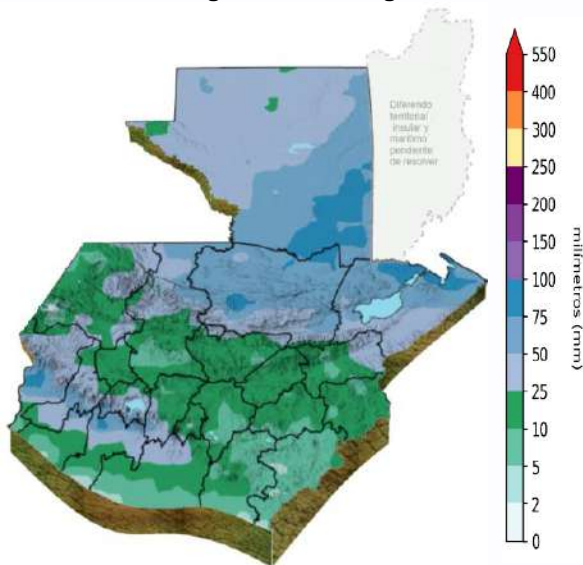 Diferendo
territorial
insular y
marítimo
pendiente
de resolver
550
400
300
250
200
150
100
75
50
25
10
5
2
0
milímetros (mm)